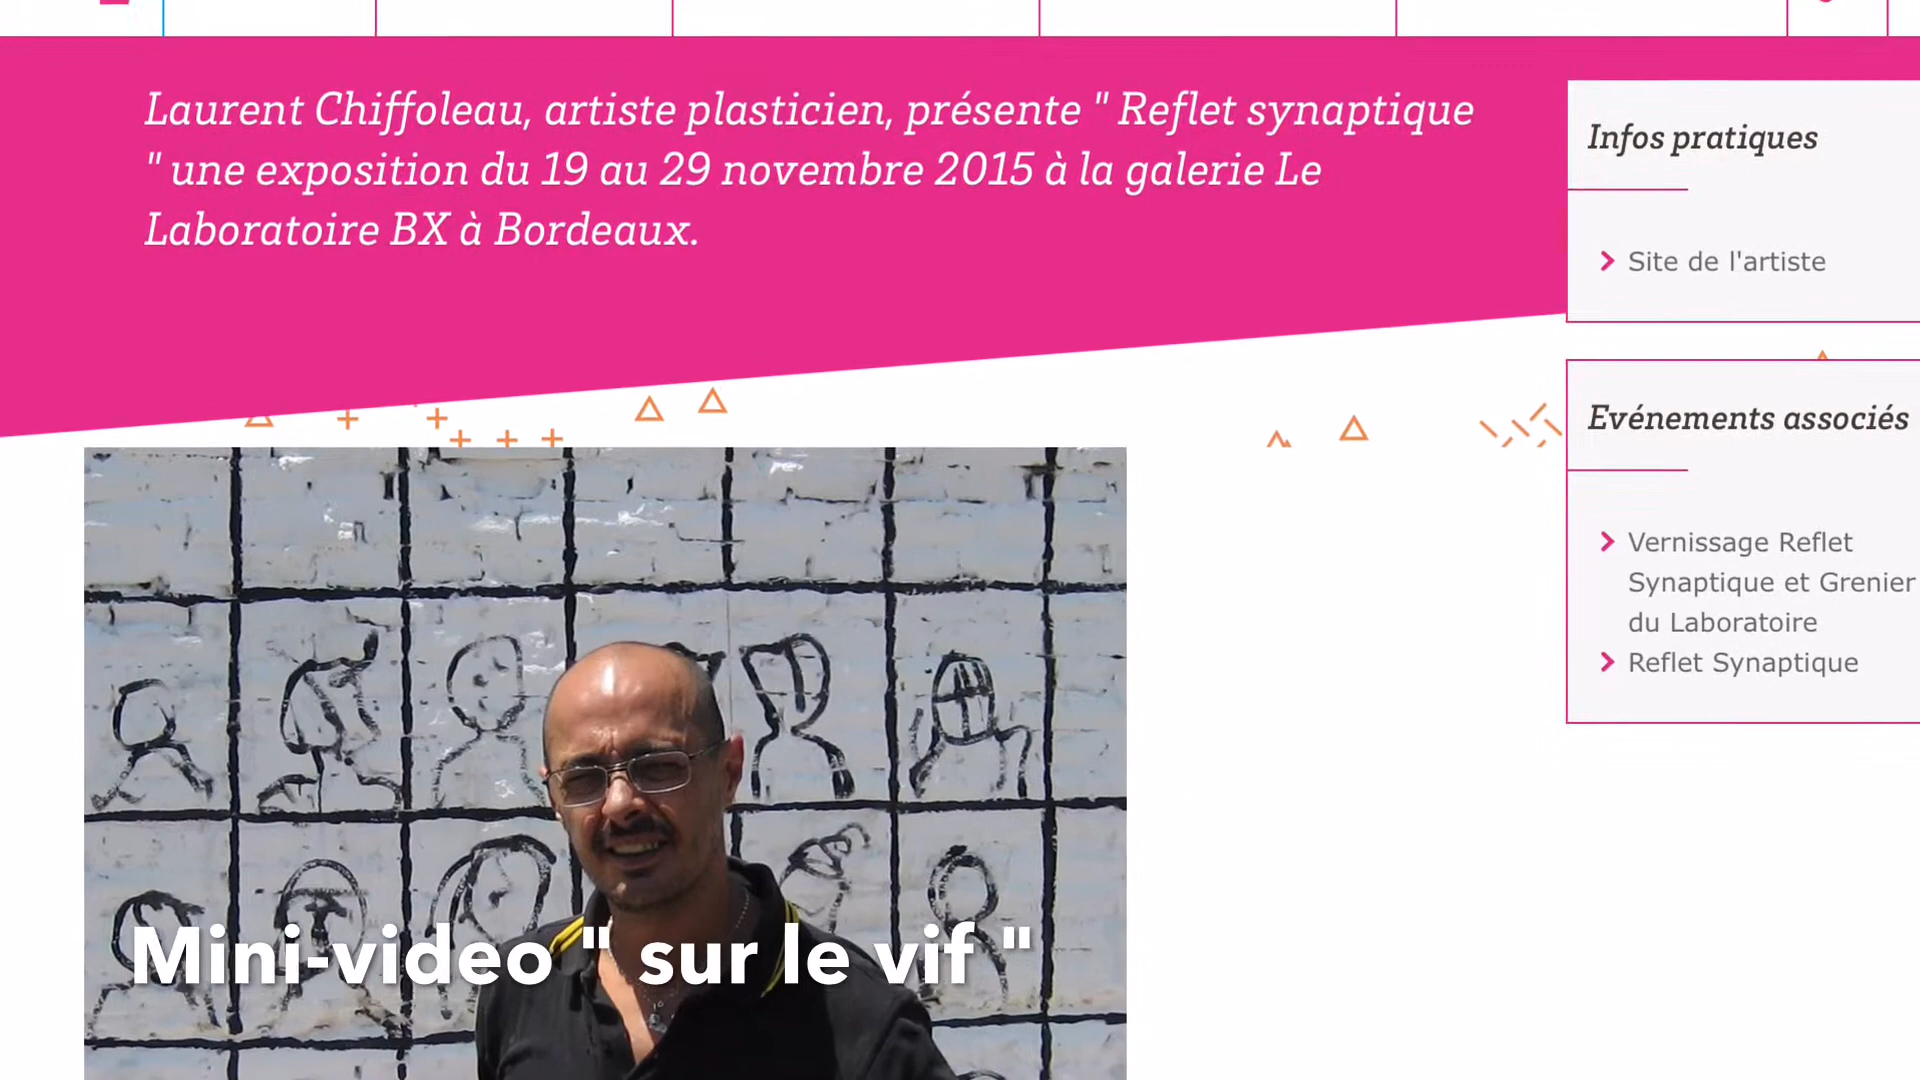 Laurent Chiffoleau, artiste plasticien, présente " Reflet synaptique
" une exposition du 19 au 29 novembre 2015 à la galerie Le
Laboratoire BX à Bordeaux.
Infos pratiques
Site de l'artiste
Evénements associés
Vernissage Reflet
Synaptique et Grenier
du Laboratoire
Reflet Synaptique
Mini-video " sur le vif "